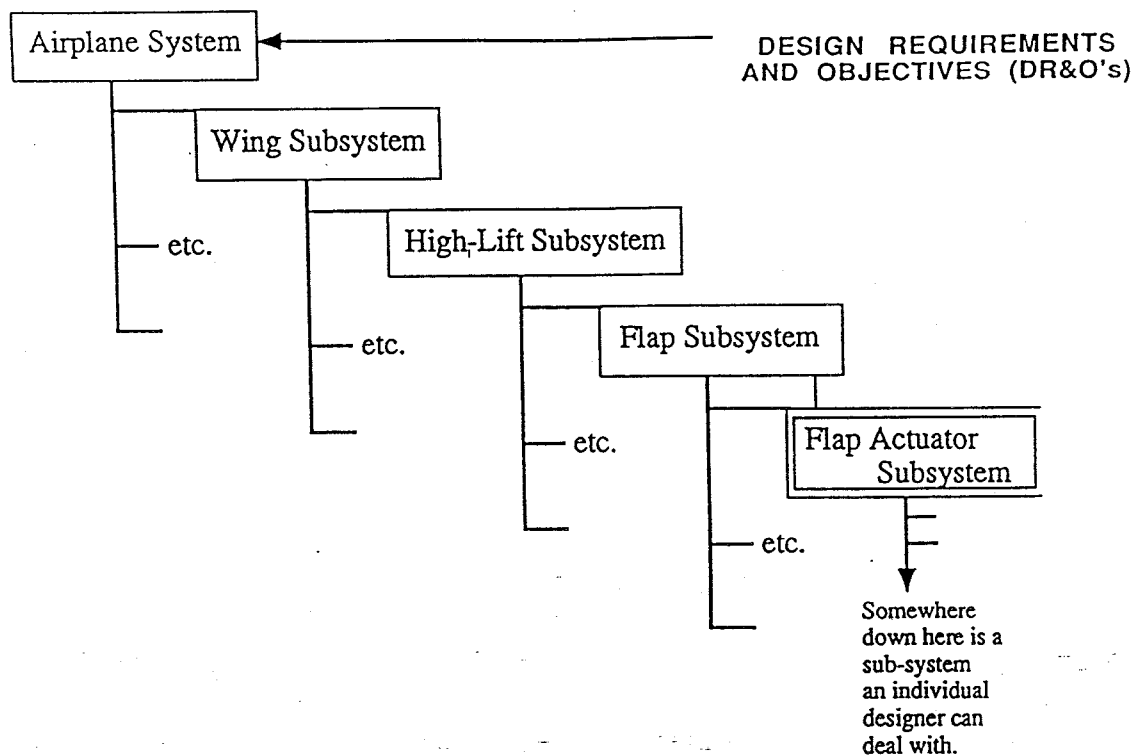 Airplane System
DESIGN REQUIREMENTS
AND OBJECTIVES (DR&O's)
Wing Subsystem
etc.
High-Lift Subsystem
etc.
Flap Subsystem
etc.
Flap Actuator
Subsystem
etc.
Somewhere
down here is a
sub-system
an individual
designer can
deal with.